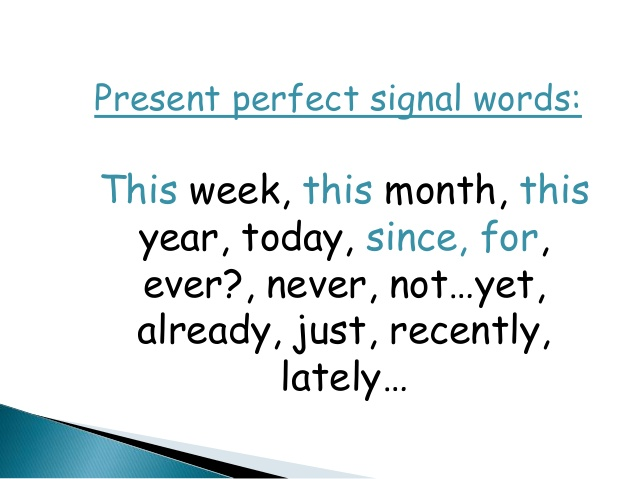 Present perfect signal words:
This week, this month, this
year, today, since, for,
ever?, never, not…yet,
already, just, recently,
lately…